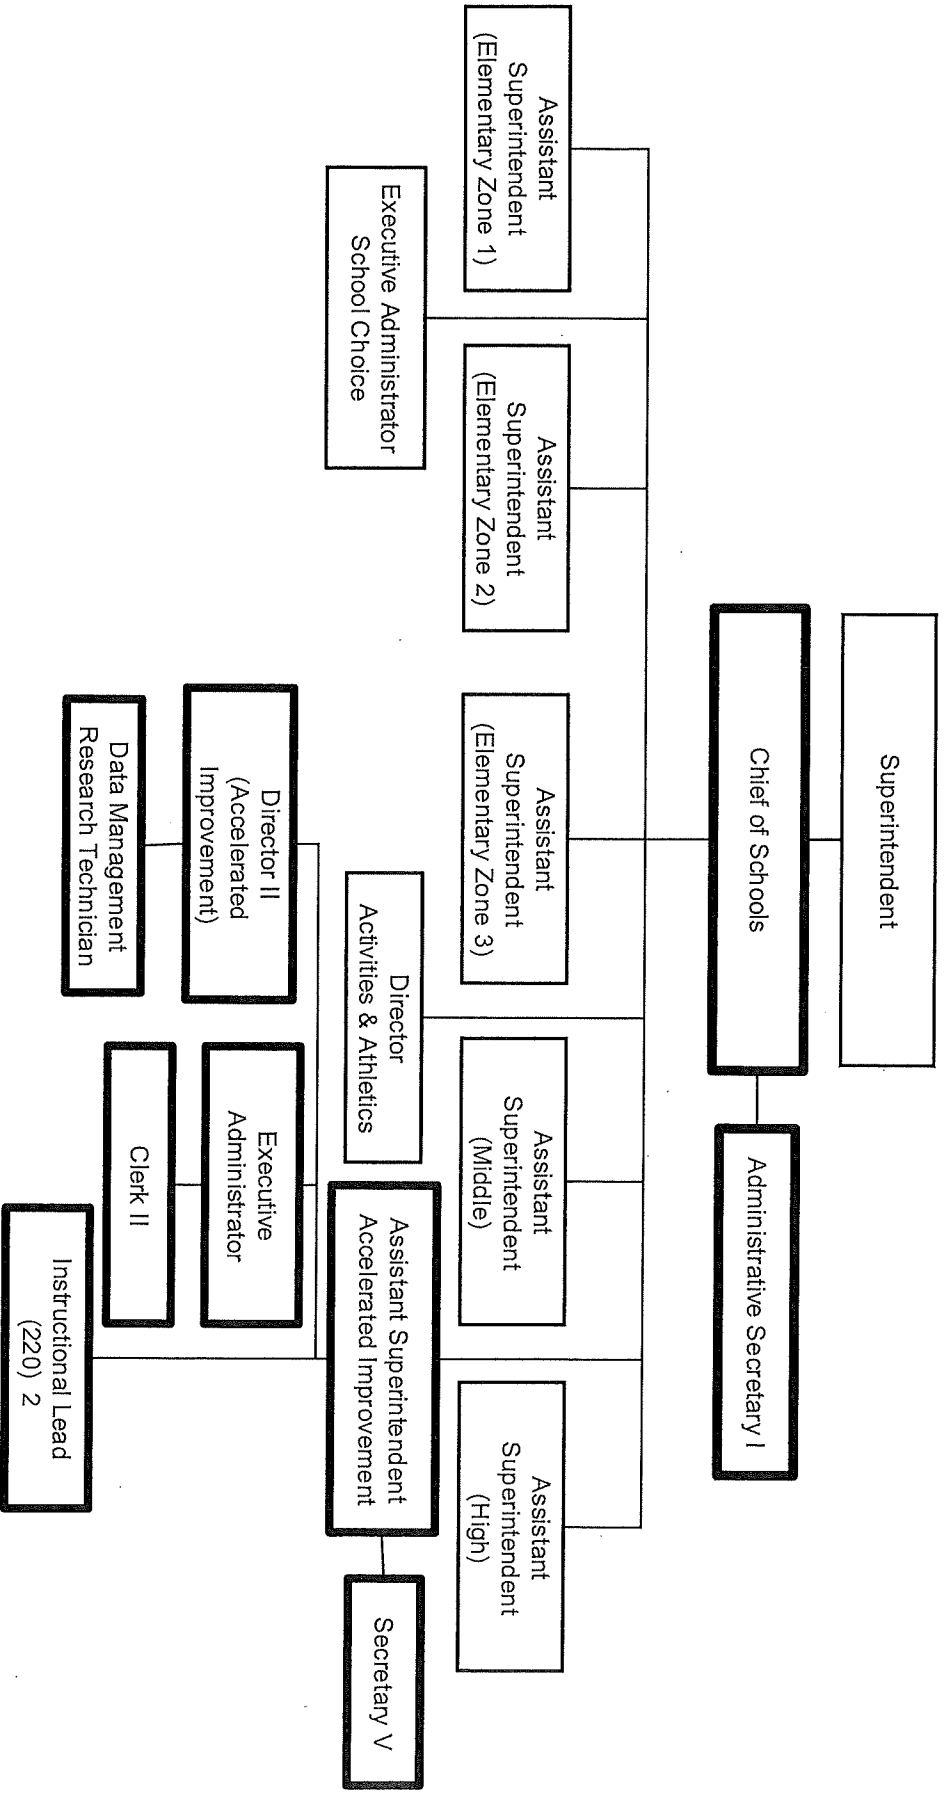 Superintendent
Chief of Schools
Administrative Secretary I
Assistant
Superintendent
(Elementary Zone 1)
Assistant
Superintendent
(Elementary Zone 2)
Assistant
Superintendent
(Elementary Zone 3)
Assistant
Superintendent
(Middle)
Assistant
Superintendent
(High)
Executive Administrator
School Choice
Director
Activities & Athletics
Assistant Superintendent
Accelerated Improvement
Secretary V
Director II
(Accelerated
Improvement)
Executive
Administrator
Data Management
Research Technician
Clerk II
Instructional Lead
(220) 2